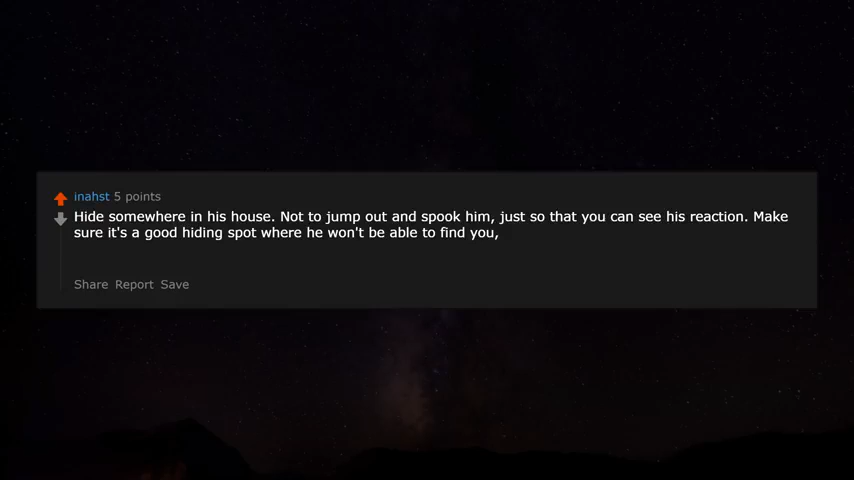 inahst 5 points
Hide somewhere in his house. Not to jump out and spook him, just so that you can see his reaction. Make
sure it's a good hiding spot where he won't be able to find you,
Share Report Save